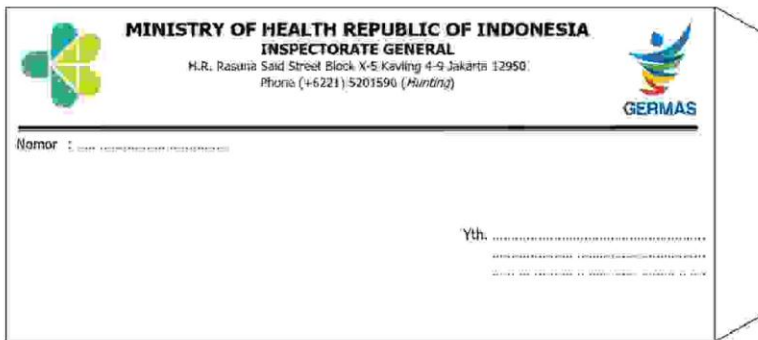 MINISTRY OF HEALTH REPUBLIC OF INDONESIA
INSPECTORATE GENERAL
H.R. Rasuna Said Street Block X-5 Kavling 4-9 Jakarta 12950
Phone (+6221) 5201590 (Hunting)
GERMAS
Nomor : .... ................................
Yth. .....................................................
.....................................................
.....................................................